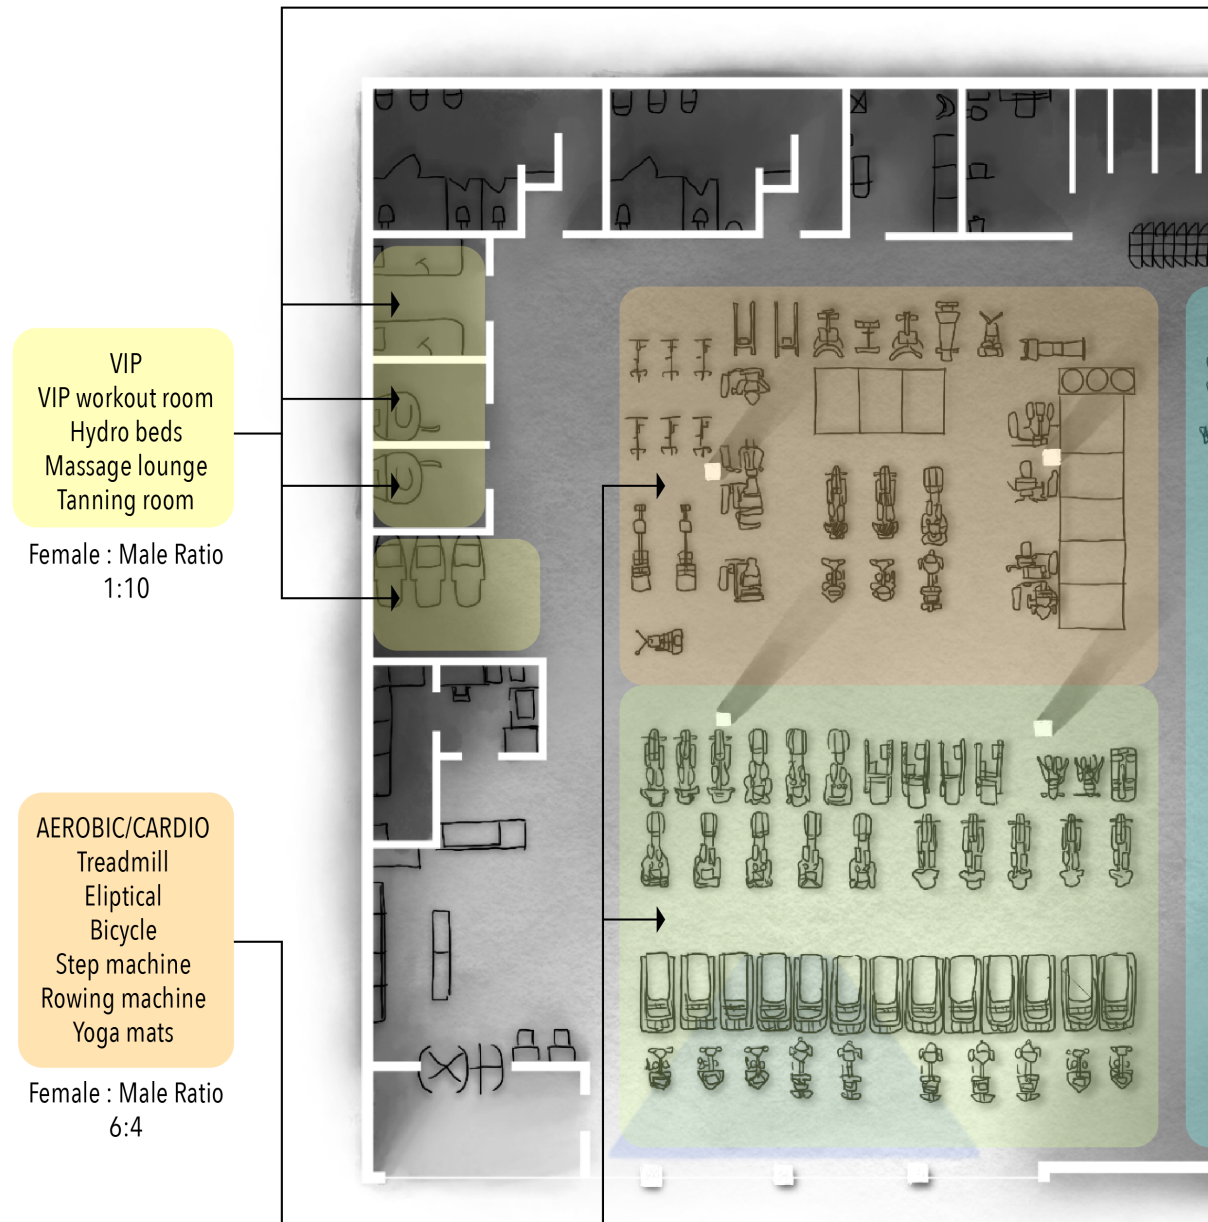 VIP
VIP workout room
Hydro beds
Massage lounge
Tanning room
Female : Male Ratio
1:10
AEROBIC/CARDIO
Treadmill
Eliptical
Bicycle
Step machine
Rowing machine
Yoga mats
Female : Male Ratio
6:4